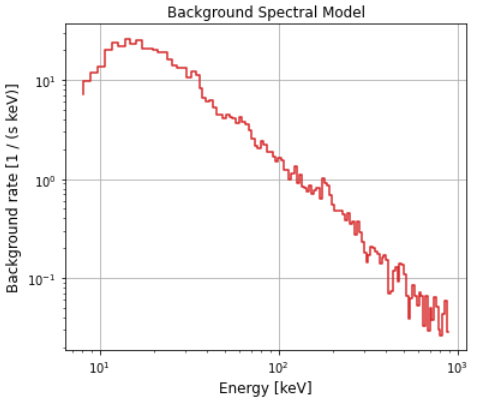 Background Spectral Model
Background rate [1 / (s keV)]
10¹
10⁰
10⁻¹
10¹
10²
10³
Energy [keV]